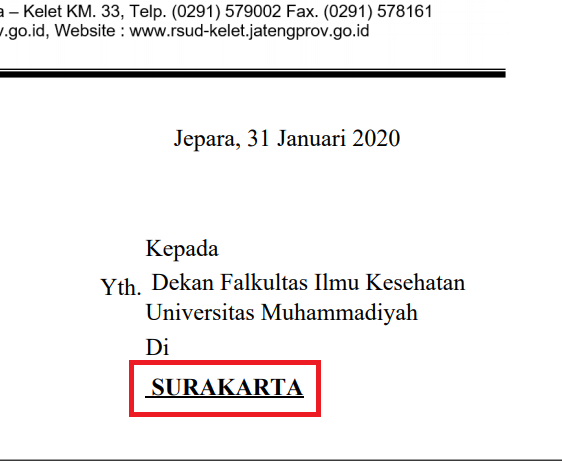 – Kelet KM. 33, Telp. (0291) 579002 Fax. (0291) 578161
.go.id, Website : www.rsud-kelet.jatengprov.go.id
Jepara, 31 Januari 2020
Kepada
Yth. Dekan Falkultas Ilmu Kesehatan
Universitas Muhammadiyah
Di
SURAKARTA